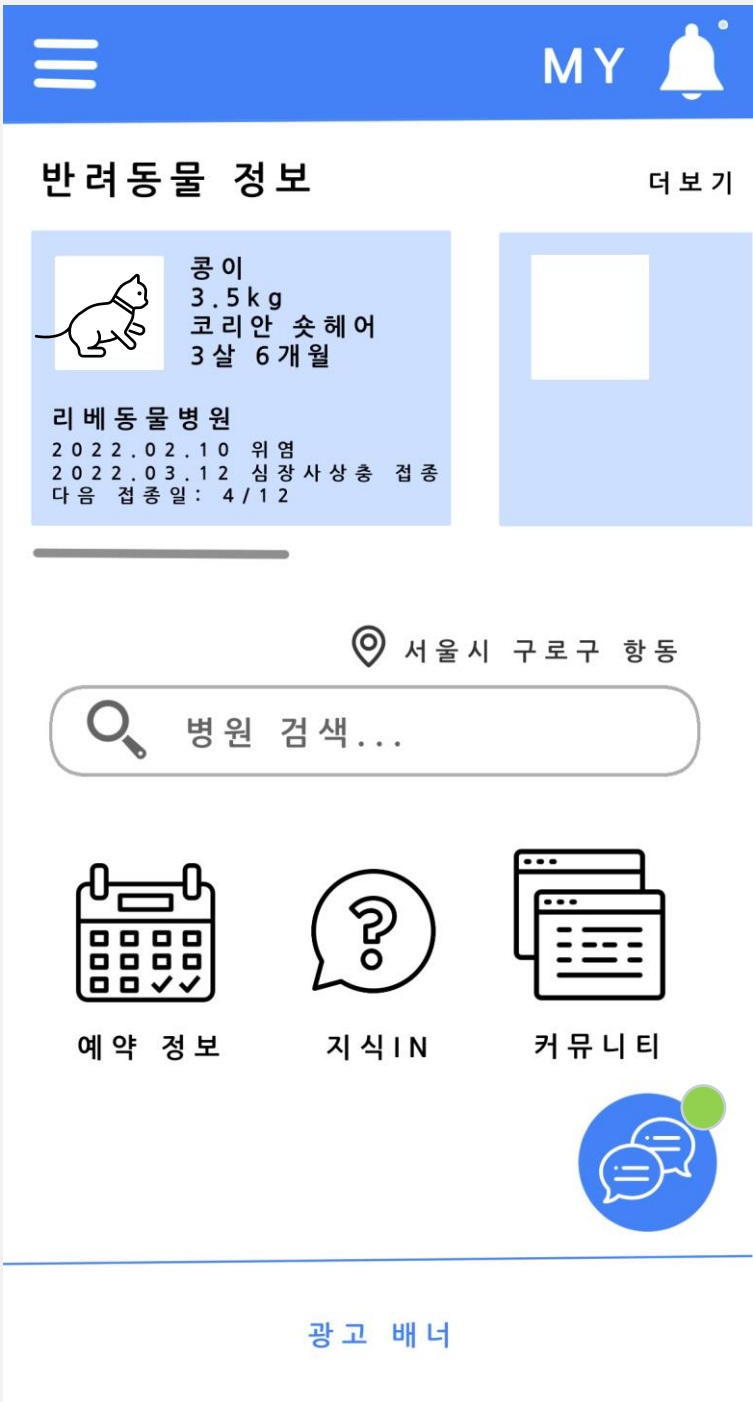 MY
반려동물 정보
더보기
콩이
3.5kg
코리안 숏헤어
3살 6개월
리베동물병원
2022.02.10 위염
2022.03.12 심장사상충 접종
다음 접종일: 4/12
서울시 구로구 항동
병원 검색...
예약 정보
지식IN
커뮤니티
광고 배너